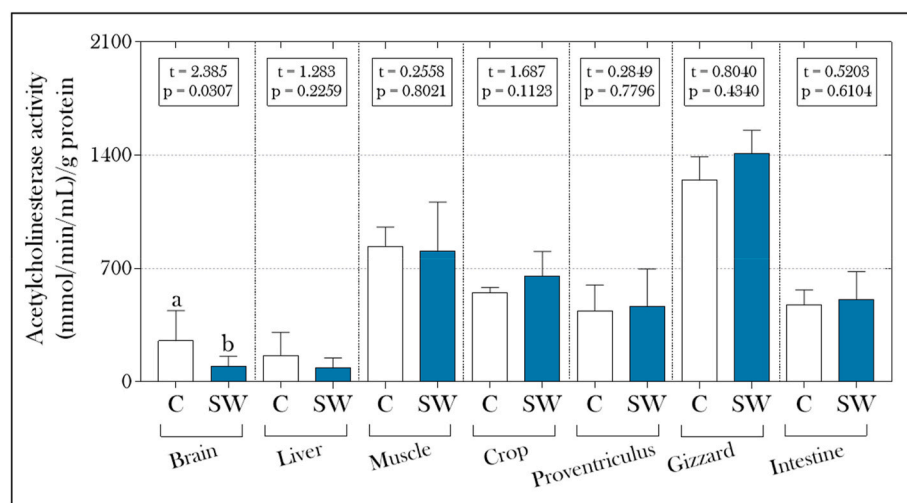 Acetylcholinesterase activity
(mmol/min/mL)/g protein
2100
1400
700
0
t = 2.385
p = 0.0307
t = 1.283
p = 0.2259
t = 0.2558
p = 0.8021
t = 1.687
p = 0.1123
t = 0.2849
p = 0.7796
t = 0.8040
p = 0.4340
t = 0.5203
p = 0.6104
a
b
C SW C SW C SW C SW C SW C SW C SW
Brain
Liver
Muscle
Crop
Proventriculus
Gizzard
Intestine